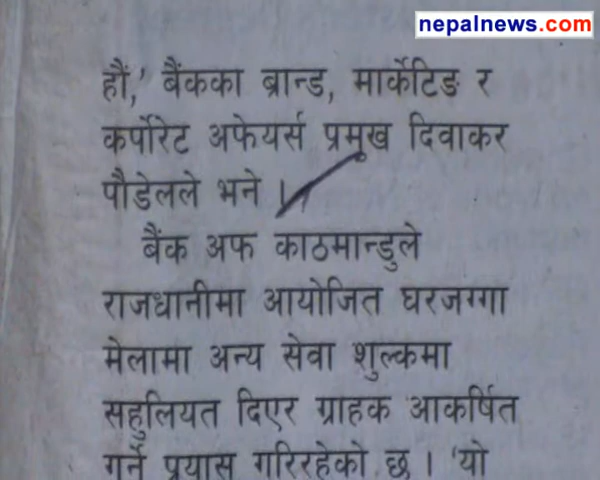 nepalnews.com
हौं,’ बैंकका ब्रान्ड, मार्केटिङ र
कर्पोरेट अफेयर्स प्रमुख दिवाकर
पौडेलले भने ।
बैंक अफ काठमान्डुले
राजधानीमा आयोजित घरजग्गा
मेलामा अन्य सेवा शुल्कमा
सहुलियत दिएर ग्राहक आकर्षित
गर्ने प्रयास गरिरहेको छ । ‘यो